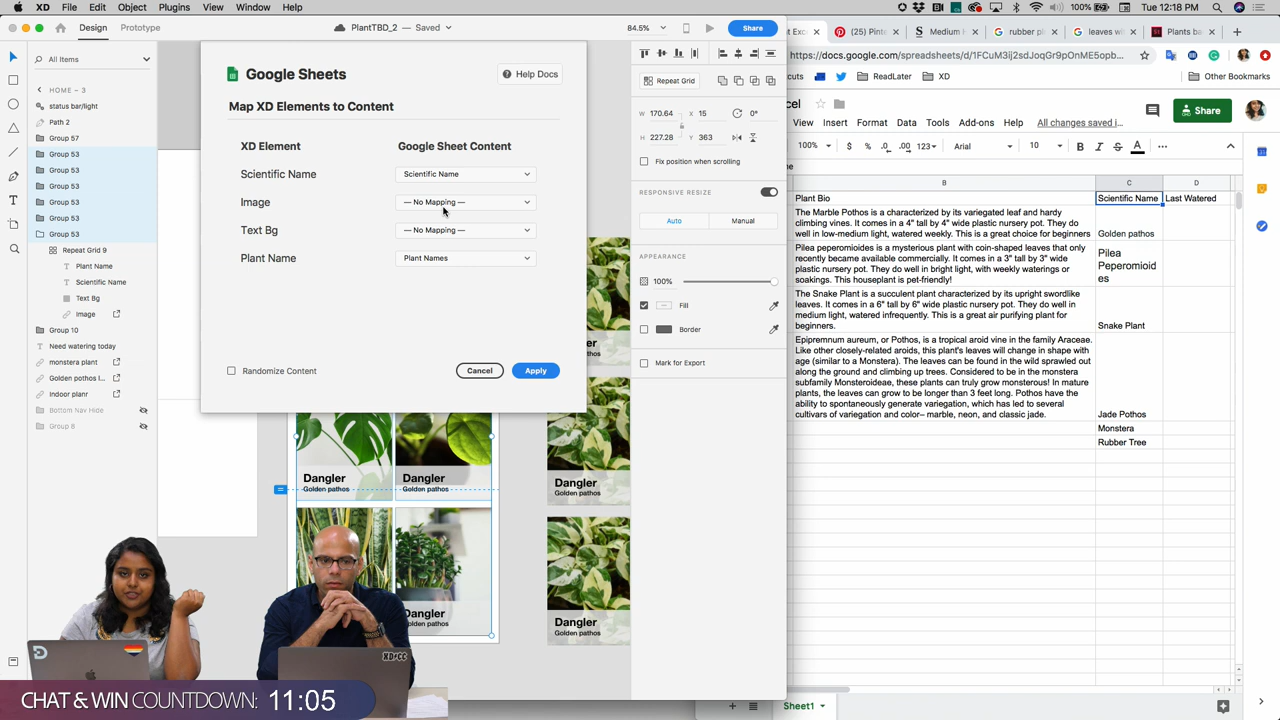 XD File Edit Object Plugins View Window Help
100% Tue 12:18 PM
Design Prototype
PlantTBD_2 — Saved
84.5%
Share
All Items
HOME – 3
status bar/light
Path 2
Group 57
Group 53
Group 53
Group 53
Group 53
Group 53
Group 53
Repeat Grid 9
Plant Name
Scientific Name
Text Bg
Image
Group 10
Need watering today
monstera plant
Golden pothos l...
Indoor planr
Bottom Nav Hide
Group 8
Google Sheets
Help Docs
Map XD Elements to Content
XD Element Google Sheet Content
Scientific Name Scientific Name
Image — No Mapping —
Text Bg — No Mapping —
Plant Name Plant Names
Randomize Content
Cancel
Apply
Repeat Grid
W 170.64 X 15 0°
H 227.28 Y 363
Fix position when scrolling
RESPONSIVE RESIZE
Auto Manual
APPEARANCE
100%
Fill
Border
Mark for Export
Dangler
Golden pathos
Dangler
Golden pathos
Dangler
Golden pathos
Dangler
Golden pathos
Dangler
Golden pathos
(25) Pint
Medium H
rubber pl
leaves wi
Plants ba
docs.google.com/spreadsheets/d/1FCuM3ij2sdJoqGr9pOnME5opb...
ReadLater
XD
Other Bookmarks
cel
Share
View Insert Format Data Tools Add-ons Help All changes saved i...
100% $ % .0 .00 123 Arial 10 B I S A
B C D
Plant Bio Scientific Name Last Watered
The Marble Pothos is a characterized by its variegated leaf and hardy
climbing vines. It comes in a 4" tall by 4" wide plastic nursery pot. They do
well in low-medium light, watered weekly. This is a great choice for beginners
Golden pothos
Pilea peperomioides is a mysterious plant with coin-shaped leaves that only
recently became available commercially. It comes in a 3" tall by 3" wide
plastic nursery pot. They do well in bright light, with weekly waterings or
soakings. This houseplant is pet-friendly!
Pilea
Peperomioid
es
The Snake Plant is a succulent plant characterized by its upright swordlike
leaves. It comes in a 6" tall by 6" wide plastic nursery pot. They do well in
medium light, watered infrequently. This is a great air purifying plant for
beginners.
Snake Plant
Epipremnum aureum, or Pothos, is a tropical aroid vine in the family Araceae.
Like other closely-related aroids, this plant's leaves will change in shape with
age (similar to a Monstera). The leaves can be found in the wild sprawled out
along the ground and climbing up trees. Considered to be in the monstera
subfamily Monsteroideae, these plants can truly grow monsterous! In mature
plants, the leaves can grow to be longer than 3 feet long. Pothos have the
ability to spontaneously generate variegation, which has led to several
cultivars of variegation and color– marble, neon, and classic jade.
Jade Pothos
Monstera
Rubber Tree
Sheet1
XD/CC
CHAT & WIN COUNTDOWN: 11:05